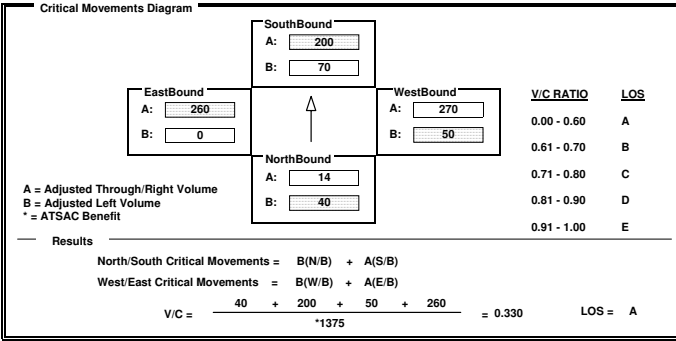 Critical Movements Diagram
SouthBound
A: 200
B: 70
EastBound
A: 260
B: 0
WestBound
A: 270
B: 50
NorthBound
A: 14
B: 40
V/C RATIO LOS
0.00 - 0.60 A
0.61 - 0.70 B
0.71 - 0.80 C
0.81 - 0.90 D
0.91 - 1.00 E
A = Adjusted Through/Right Volume
B = Adjusted Left Volume
* = ATSAC Benefit
Results
North/South Critical Movements = B(N/B) + A(S/B)
West/East Critical Movements = B(W/B) + A(E/B)
V/C = 40 + 200 + 50 + 260 = 0.330 LOS = A
*1375